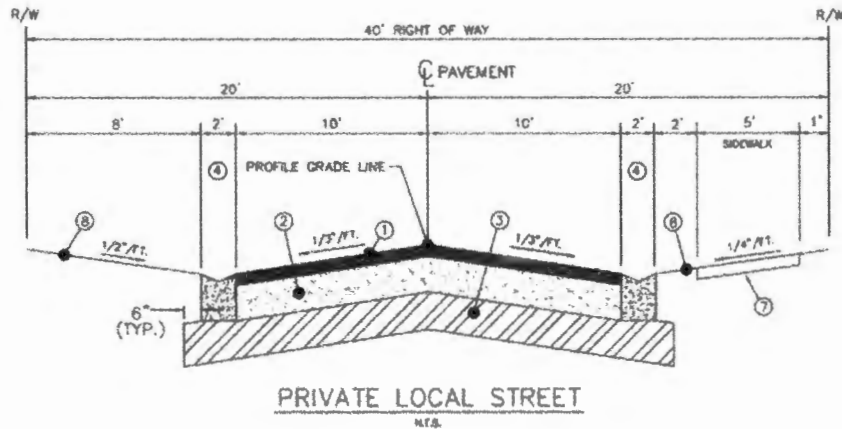 R/W
R/W
40' RIGHT OF WAY
℄ PAVEMENT
20'
20'
8'
2'
10'
10'
2'
2'
5'
1'
SIDEWALK
4
PROFILE GRADE LINE
4
8
2
1
3
8
1/2"/FT.
1/3"/FT.
1/3"/FT.
1/4"/FT.
6"
(TYP.)
7
PRIVATE LOCAL STREET
N.T.S.